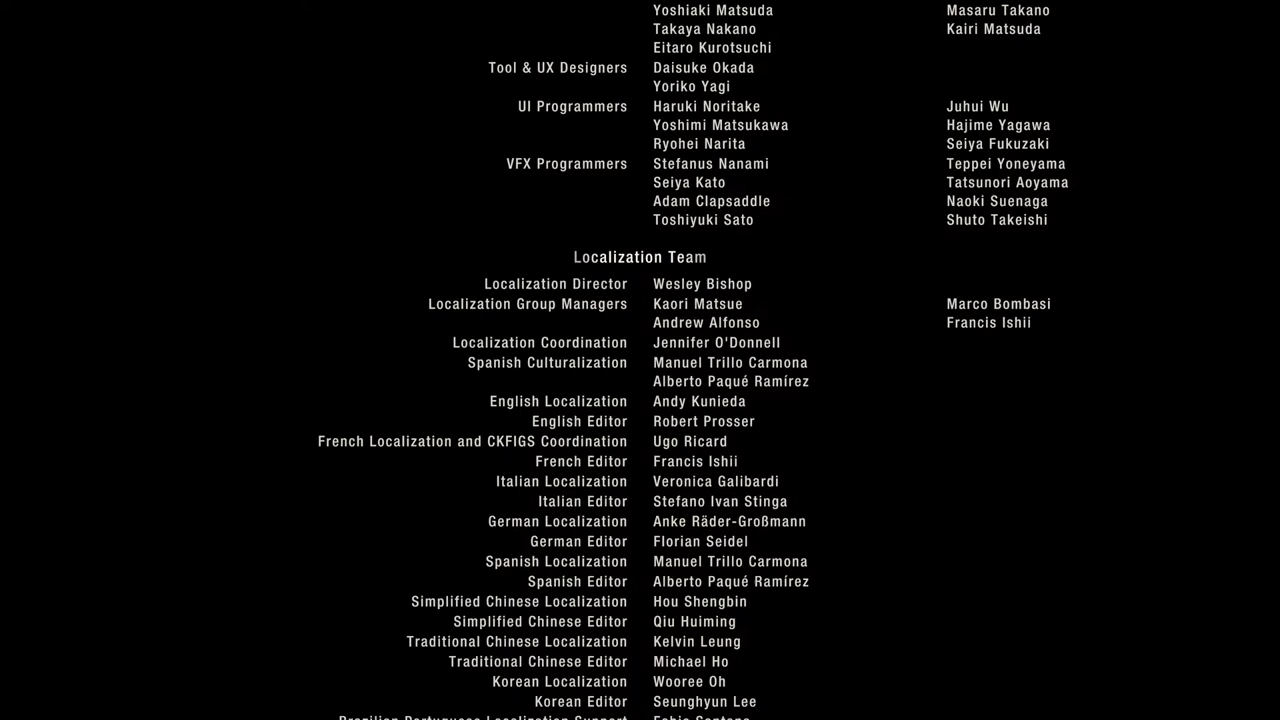 Yoshiaki Matsuda Masaru Takano
Takaya Nakano Kairi Matsuda
Eitaro Kurotsuchi
Tool & UX Designers Daisuke Okada
Yoriko Yagi
UI Programmers Haruki Noritake Juhui Wu
Yoshimi Matsukawa Hajime Yagawa
Ryohei Narita Seiya Fukuzaki
VFX Programmers Stefanus Nanami Teppei Yoneyama
Seiya Kato Tatsunori Aoyama
Adam Clapsaddle Naoki Suenaga
Toshiyuki Sato Shuto Takeishi
Localization Team
Localization Director Wesley Bishop
Localization Group Managers Kaori Matsue Marco Bombasi
Andrew Alfonso Francis Ishii
Localization Coordination Jennifer O'Donnell
Spanish Culturalization Manuel Trillo Carmona
Alberto Paqué Ramírez
English Localization Andy Kunieda
English Editor Robert Prosser
French Localization and CKFIGS Coordination Ugo Ricard
French Editor Francis Ishii
Italian Localization Veronica Galibardi
Italian Editor Stefano Ivan Stinga
German Localization Anke Räder-Großmann
German Editor Florian Seidel
Spanish Localization Manuel Trillo Carmona
Spanish Editor Alberto Paqué Ramírez
Simplified Chinese Localization Hou Shengbin
Simplified Chinese Editor Qiu Huiming
Traditional Chinese Localization Kelvin Leung
Traditional Chinese Editor Michael Ho
Korean Localization Wooree Oh
Korean Editor Seunghyun Lee
Brazilian Portuguese Localization Support Fabio Santana